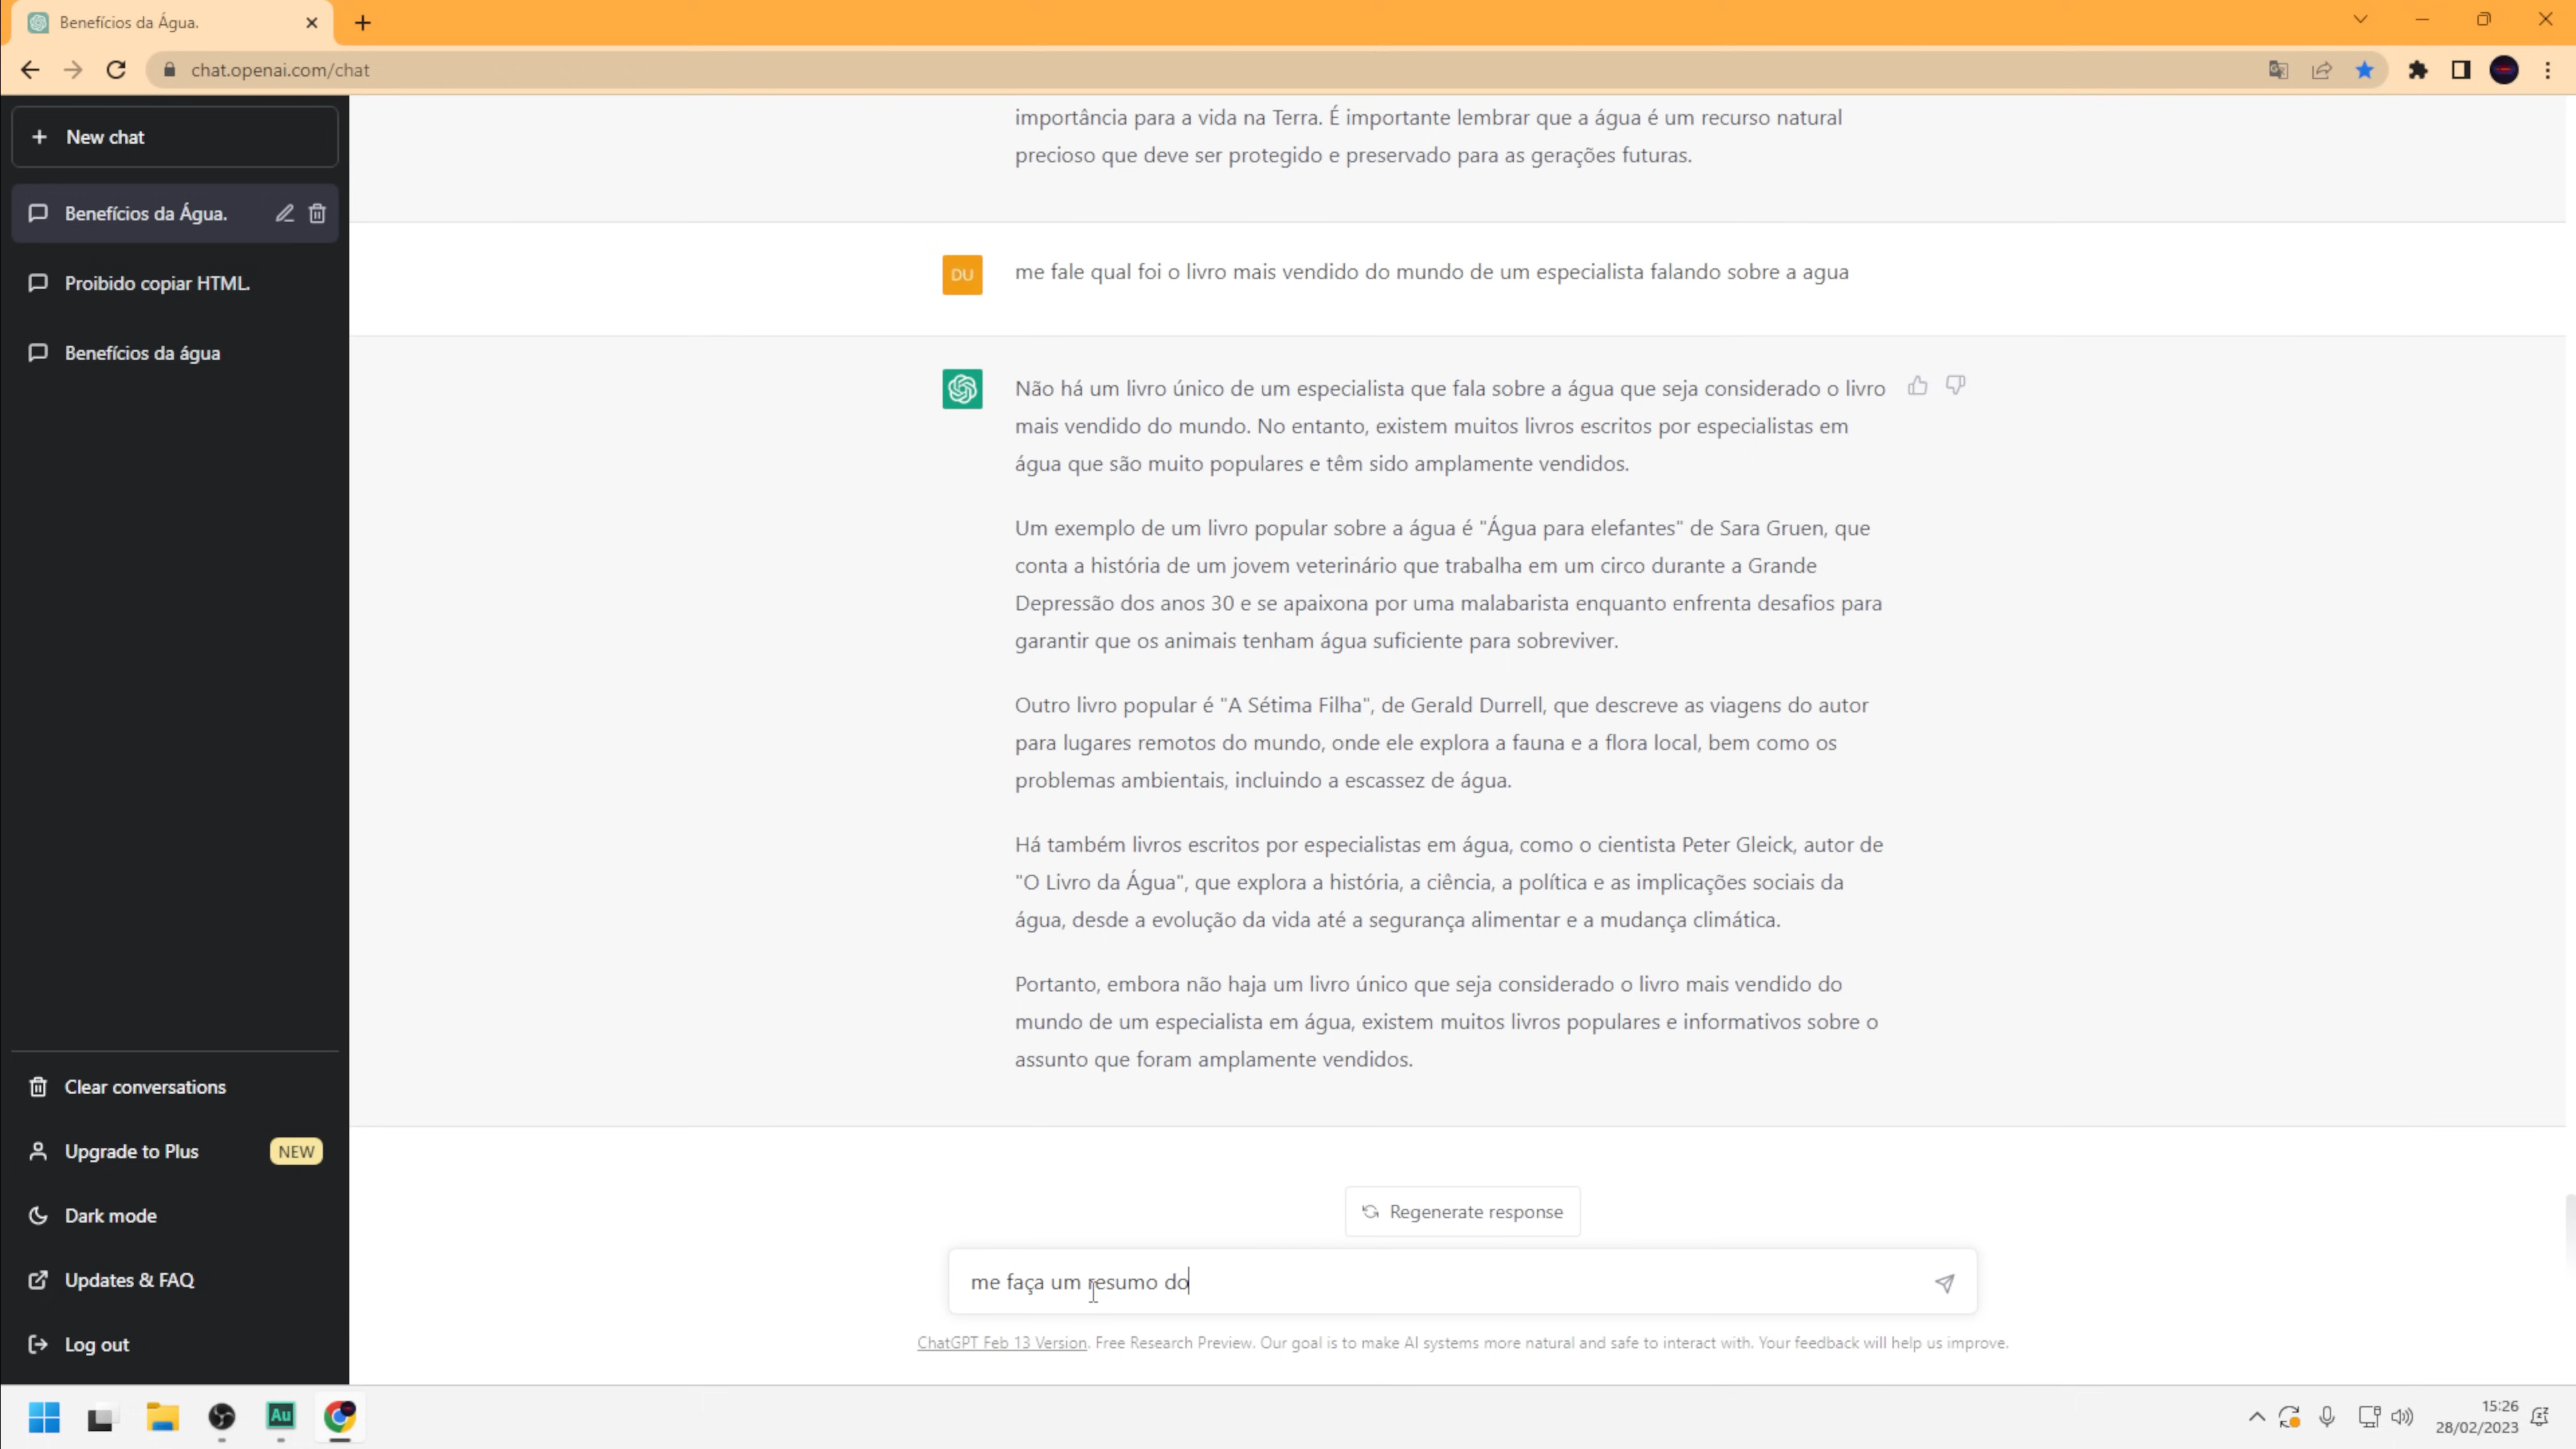 Benefícios da Água.
chat.openai.com/chat
New chat
Benefícios da Água.
Proibido copiar HTML.
Benefícios da água
Clear conversations
Upgrade to Plus
NEW
Dark mode
Updates & FAQ
Log out
importância para a vida na Terra. É importante lembrar que a água é um recurso natural
precioso que deve ser protegido e preservado para as gerações futuras.
DU
me fale qual foi o livro mais vendido do mundo de um especialista falando sobre a agua
Não há um livro único de um especialista que fala sobre a água que seja considerado o livro
mais vendido do mundo. No entanto, existem muitos livros escritos por especialistas em
água que são muito populares e têm sido amplamente vendidos.
Um exemplo de um livro popular sobre a água é "Água para elefantes" de Sara Gruen, que
conta a história de um jovem veterinário que trabalha em um circo durante a Grande
Depressão dos anos 30 e se apaixona por uma malabarista enquanto enfrenta desafios para
garantir que os animais tenham água suficiente para sobreviver.
Outro livro popular é "A Sétima Filha", de Gerald Durrell, que descreve as viagens do autor
para lugares remotos do mundo, onde ele explora a fauna e a flora local, bem como os
problemas ambientais, incluindo a escassez de água.
Há também livros escritos por especialistas em água, como o cientista Peter Gleick, autor de
"O Livro da Água", que explora a história, a ciência, a política e as implicações sociais da
água, desde a evolução da vida até a segurança alimentar e a mudança climática.
Portanto, embora não haja um livro único que seja considerado o livro mais vendido do
mundo de um especialista em água, existem muitos livros populares e informativos sobre o
assunto que foram amplamente vendidos.
Regenerate response
me faça um resumo do
ChatGPT Feb 13 Version. Free Research Preview. Our goal is to make AI systems more natural and safe to interact with. Your feedback will help us improve.
Au
15:26
28/02/2023